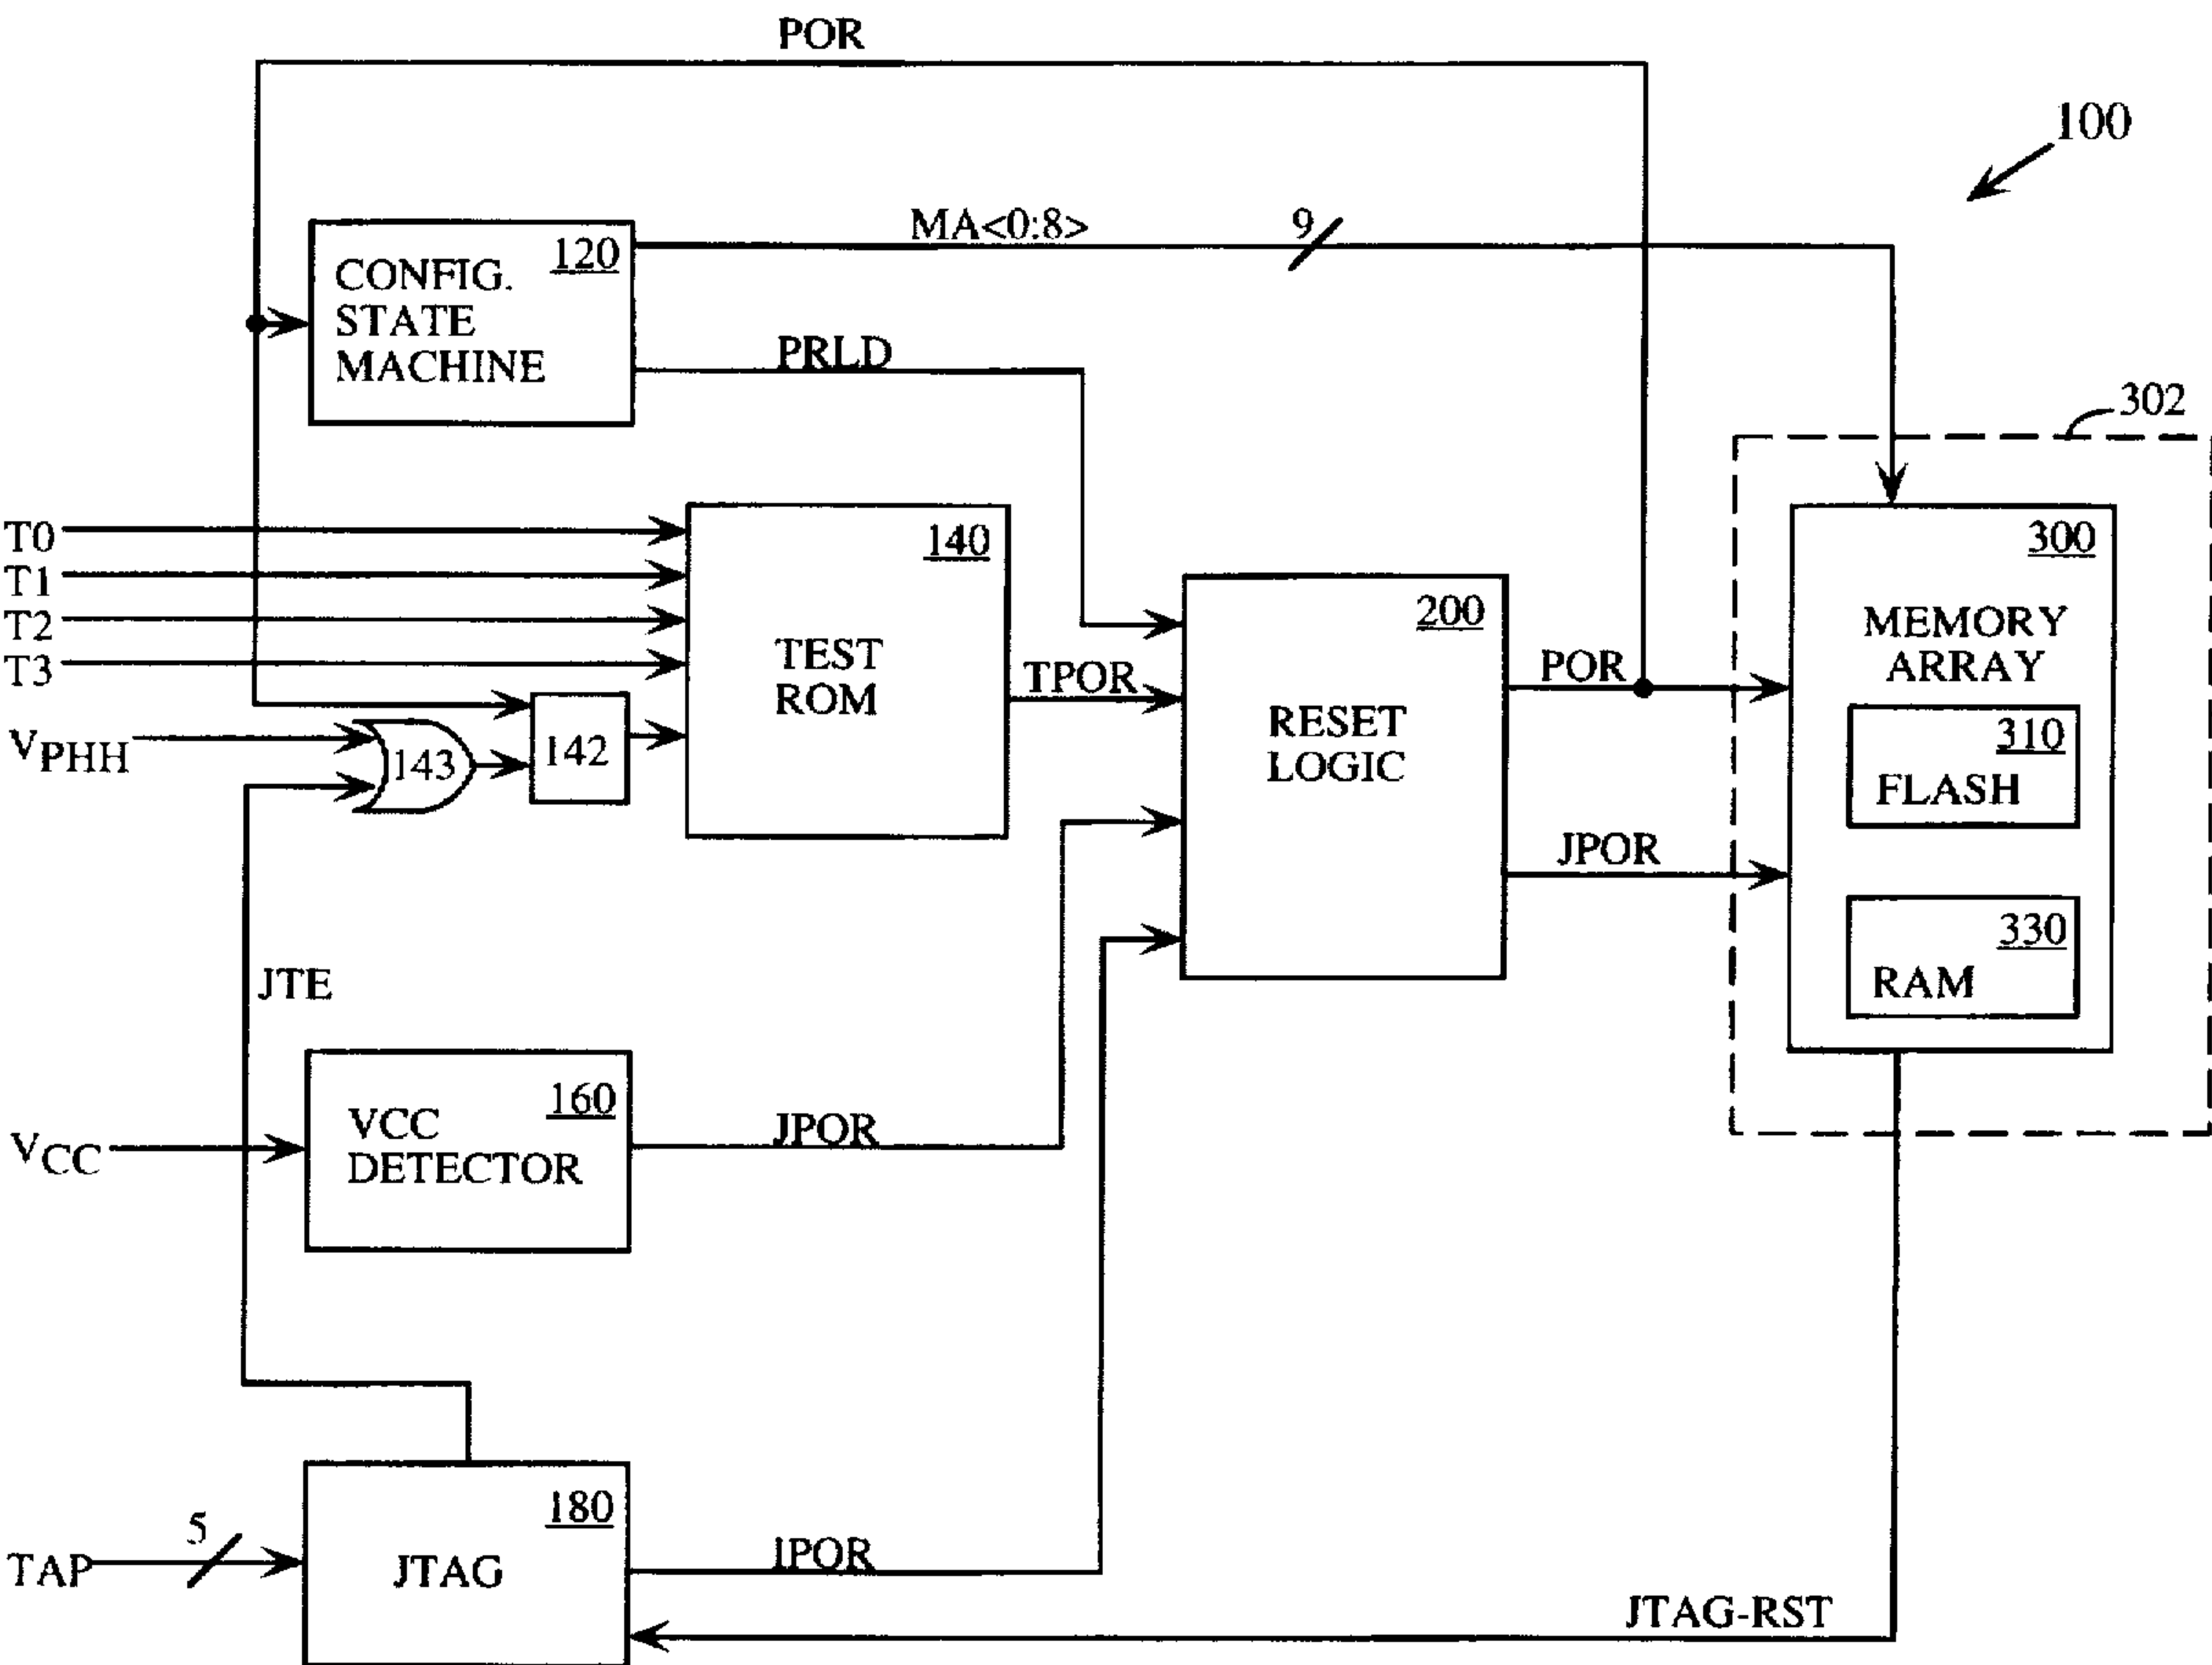 POR
100
MA<0:8>
9
120
CONFIG.
STATE
MACHINE
PRLD
302
T0
T1
T2
T3
VPHH
143
142
140
TEST
ROM
TPOR
200
RESET
LOGIC
POR
JPOR
300
MEMORY
ARRAY
310
FLASH
330
RAM
JTE
VCC
160
VCC
DETECTOR
JPOR
TAP
5
180
JTAG
IPOR
JTAG-RST